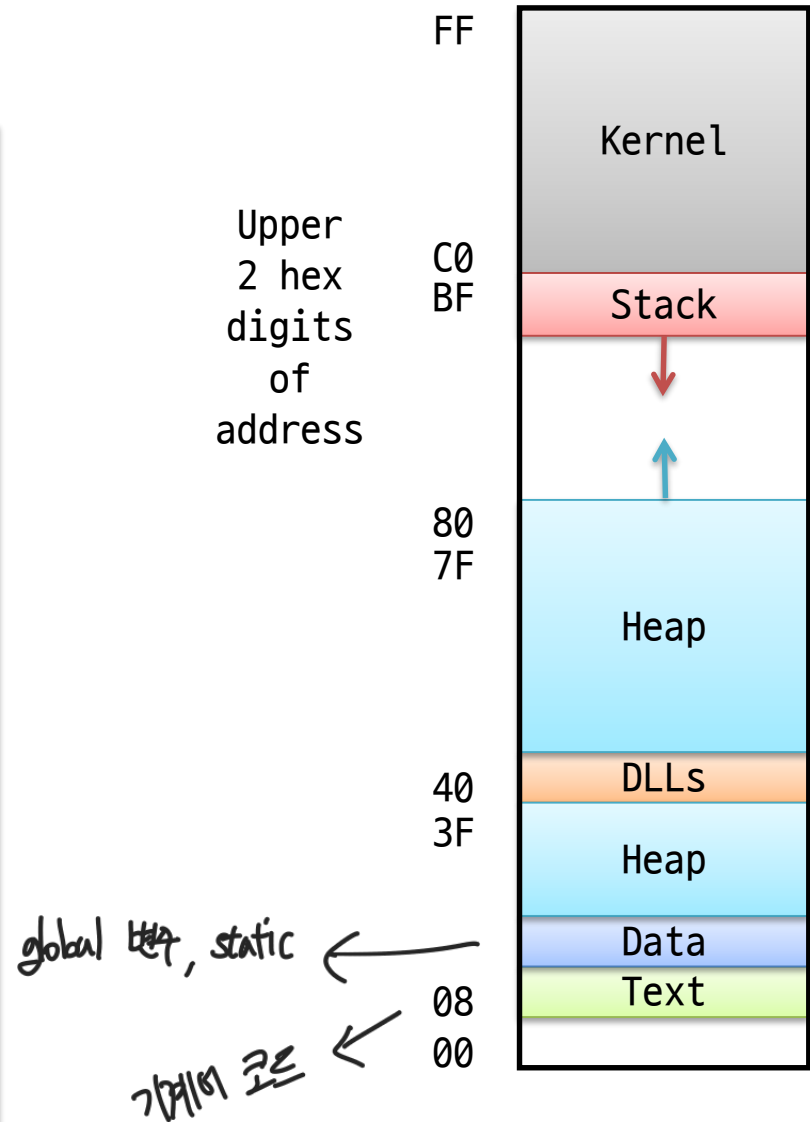 FF
Kernel
Upper
2 hex
digits
of
address
C0
BF
Stack
80
7F
Heap
40
DLLs
3F
Heap
global 변수, static
Data
08
Text
00
기계어 코드